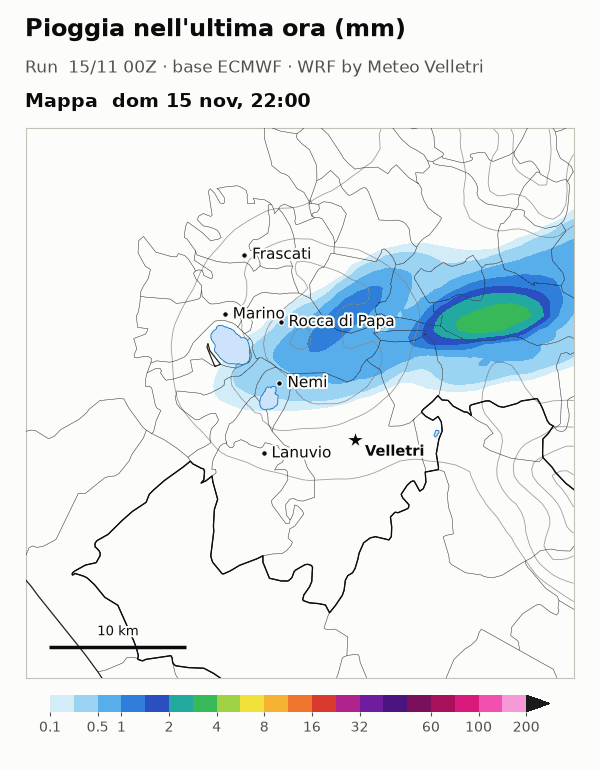 Pioggia nell'ultima ora (mm)
Run  15/11 00Z · base ECMWF · WRF by Meteo Velletri
Mappa  dom 15 nov, 22:00
Frascati
Marino
Rocca di Papa
Nemi
Velletri
Lanuvio
10 km
0.1 0.5 1 2 4 8 16 32 60 100 200